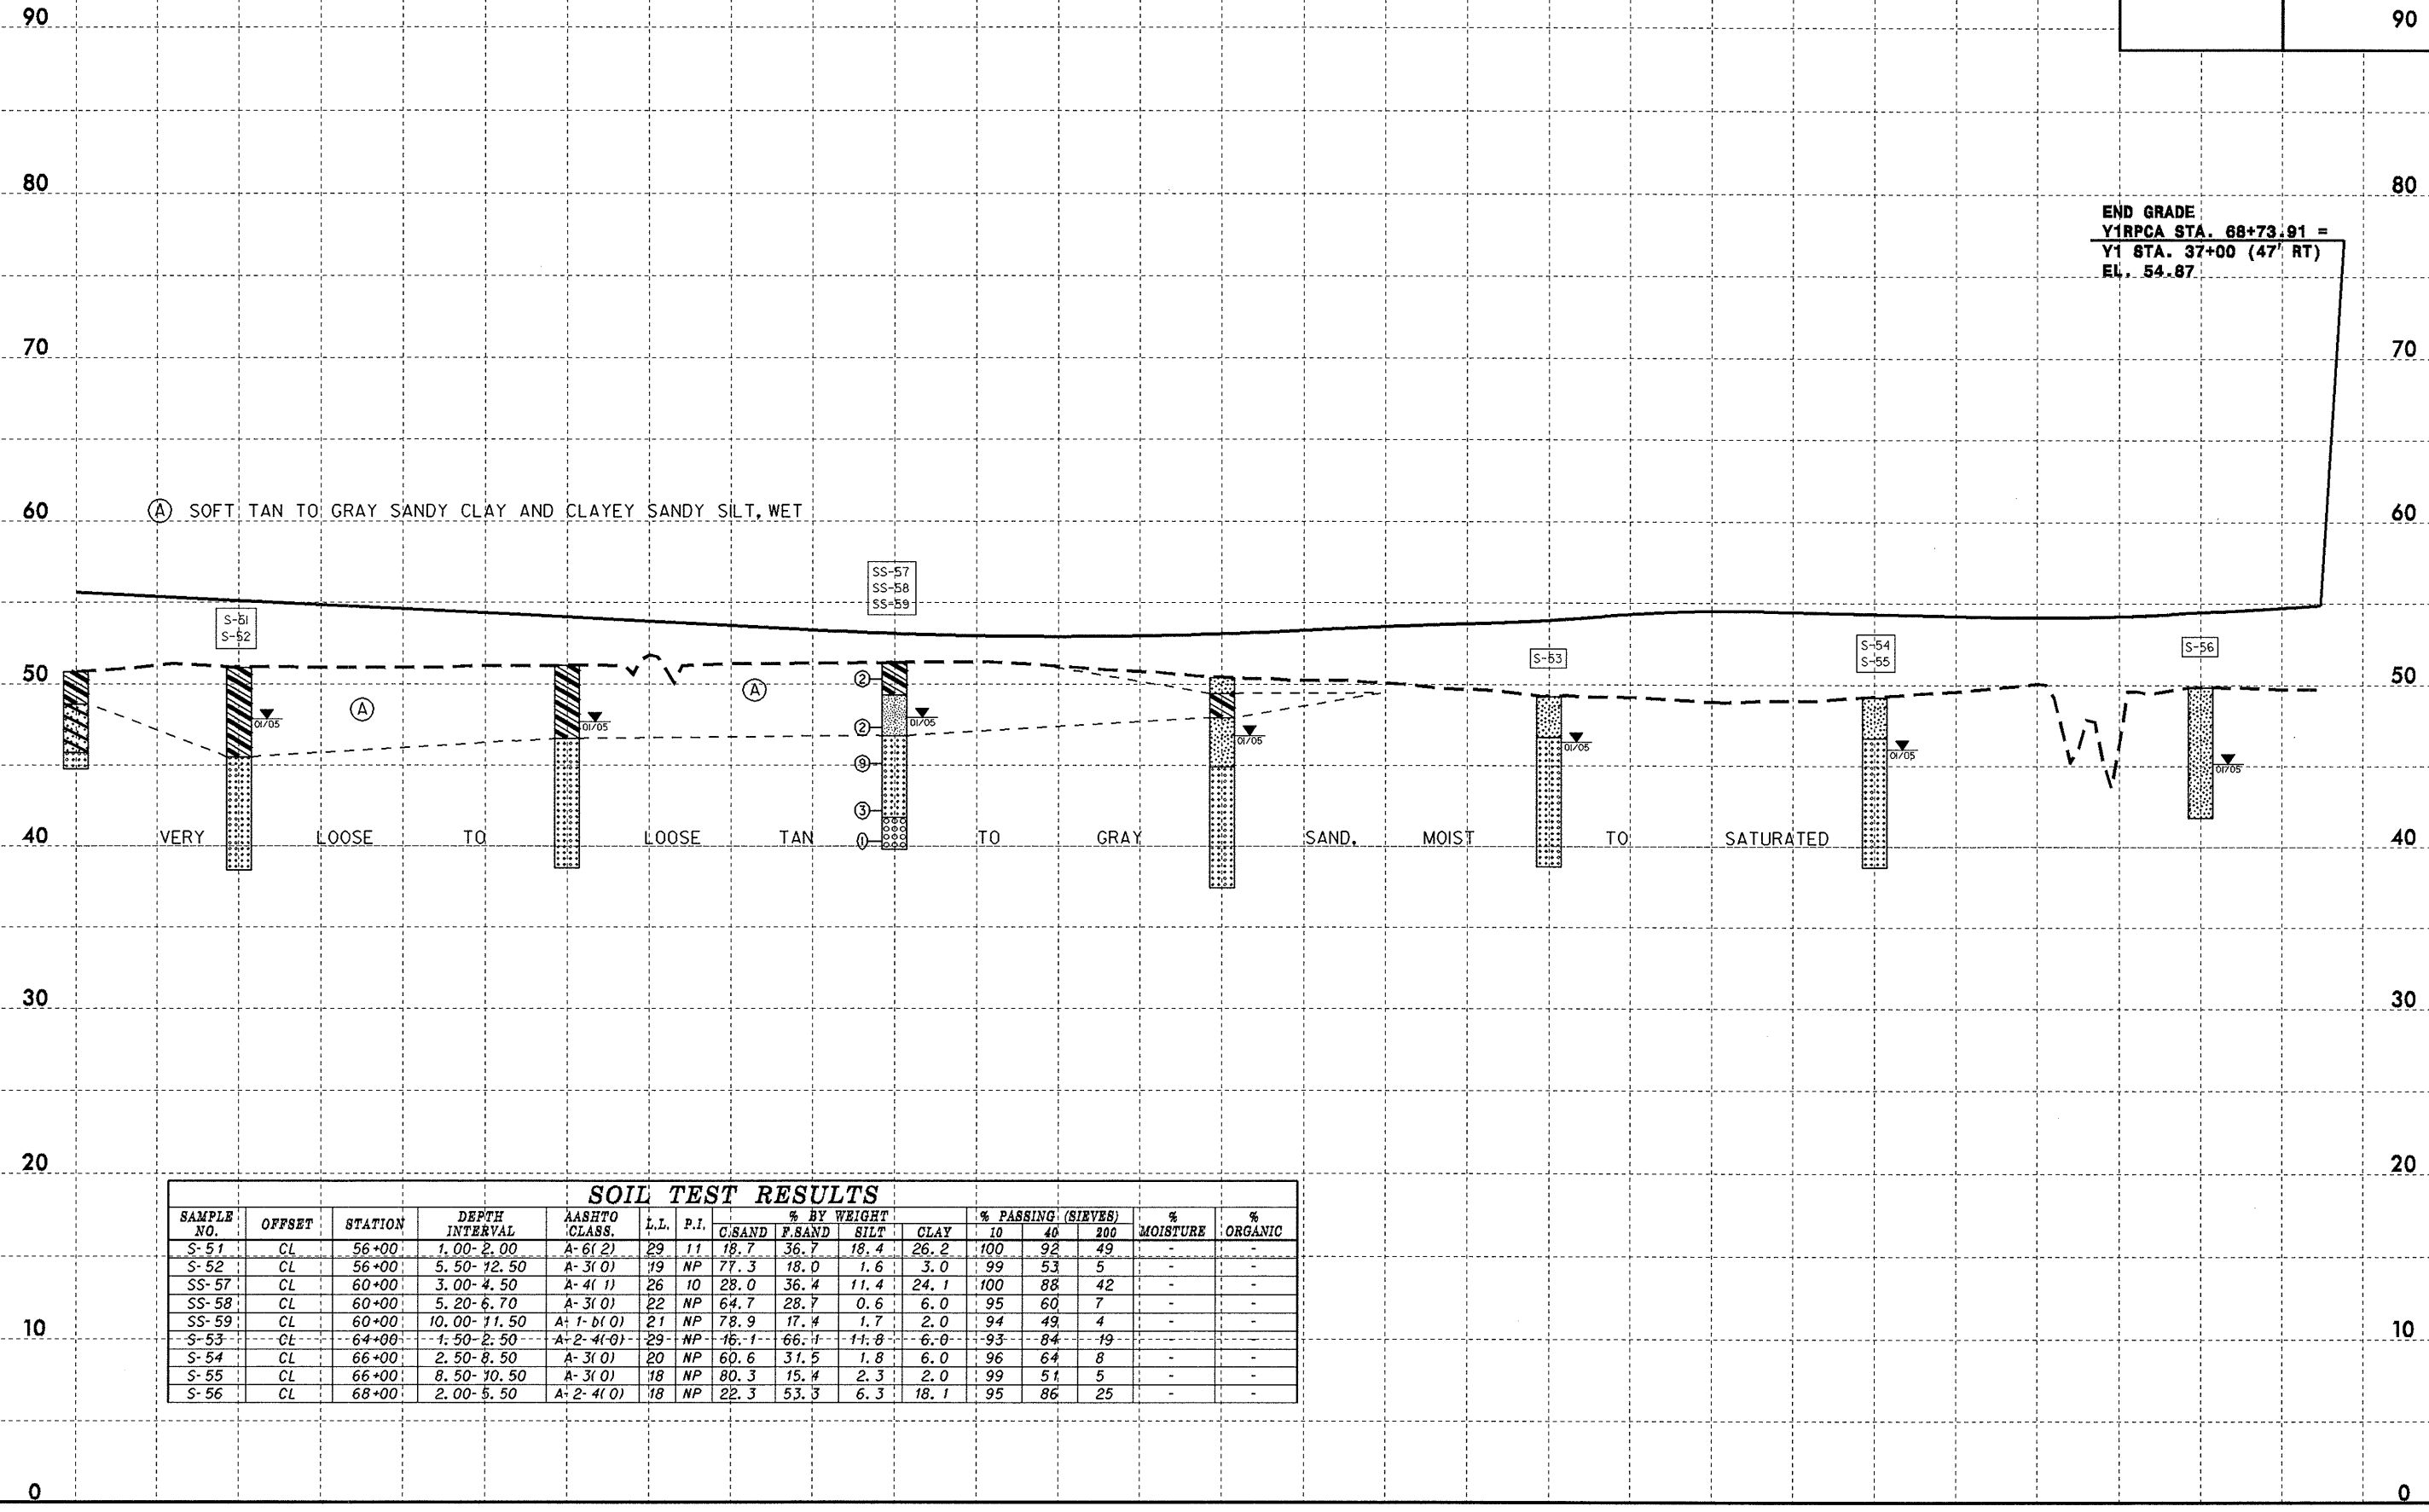 90 90
80 80
END GRADE
Y1RPCA STA. 68+73.91 =
Y1 STA. 37+00 (47' RT)
EL. 54.87
70 70
60 60
A SOFT TAN TO GRAY SANDY CLAY AND CLAYEY SANDY SILT, WET
SS-57
SS-58
SS-59
S-51
S-52
S-53
S-54
S-55
S-56
50 50
A A
2
01/05 01/05 2 01/05 01/05 01/05 01/05 01/05
9
3
40 VERY LOOSE TO LOOSE TAN 1 TO GRAY SAND, MOIST TO SATURATED 40
30 30
20 20
SOIL TEST RESULTS
SAMPLE NO. OFFSET STATION DEPTH INTERVAL AASHTO CLASS. L.L. P.I. % BY WEIGHT C.SAND F.SAND SILT CLAY % PASSING (SIEVES) 10 40 200 % MOISTURE % ORGANIC
S-51 CL 56+00 1.00-2.00 A-6(2) 29 11 18.7 36.7 18.4 26.2 100 92 49 - -
S-52 CL 56+00 5.50-12.50 A-3(0) 19 NP 77.3 18.0 1.6 3.0 99 53 5 - -
SS-57 CL 60+00 3.00-4.50 A-4(1) 26 10 28.0 36.4 11.4 24.1 100 88 42 - -
SS-58 CL 60+00 5.20-6.70 A-3(0) 22 NP 64.7 28.7 0.6 6.0 95 60 7 - -
SS-59 CL 60+00 10.00-11.50 A-1-b(0) 21 NP 78.9 17.4 1.7 2.0 94 49 4 - -
S-53 CL 64+00 1.50-2.50 A-2-4(0) 29 NP 16.1 66.1 11.8 6.0 93 84 19 - -
S-54 CL 66+00 2.50-8.50 A-3(0) 20 NP 60.6 31.5 1.8 6.0 96 64 8 - -
S-55 CL 66+00 8.50-10.50 A-3(0) 18 NP 80.3 15.4 2.3 2.0 99 51 5 - -
S-56 CL 68+00 2.00-5.50 A-2-4(0) 18 NP 22.3 53.3 6.3 18.1 95 86 25 - -
10 10
0 0